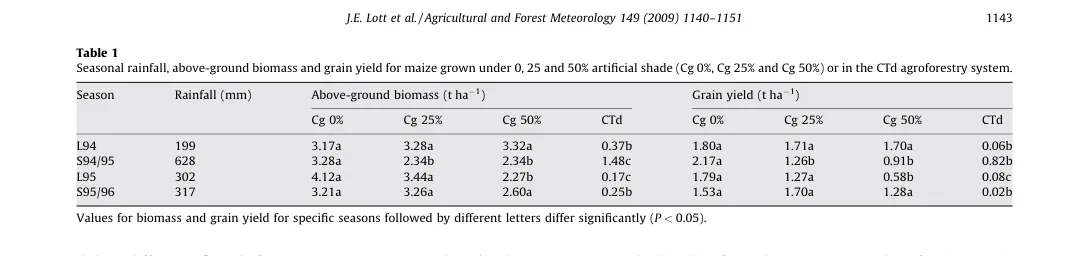 J.E. Lott et al. / Agricultural and Forest Meteorology 149 (2009) 1140–1151 1143
Table 1
Seasonal rainfall, above-ground biomass and grain yield for maize grown under 0, 25 and 50% artificial shade (Cg 0%, Cg 25% and Cg 50%) or in the CTd agroforestry system.
Season Rainfall (mm) Above-ground biomass (t ha⁻¹) Grain yield (t ha⁻¹)
Cg 0% Cg 25% Cg 50% CTd Cg 0% Cg 25% Cg 50% CTd
L94 199 3.17a 3.28a 3.32a 0.37b 1.80a 1.71a 1.70a 0.06b
S94/95 628 3.28a 2.34b 2.34b 1.48c 2.17a 1.26b 0.91b 0.82b
L95 302 4.12a 3.44a 2.27b 0.17c 1.79a 1.27a 0.58b 0.08c
S95/96 317 3.21a 3.26a 2.60a 0.25b 1.53a 1.70a 1.28a 0.02b
Values for biomass and grain yield for specific seasons followed by different letters differ significantly (P < 0.05).